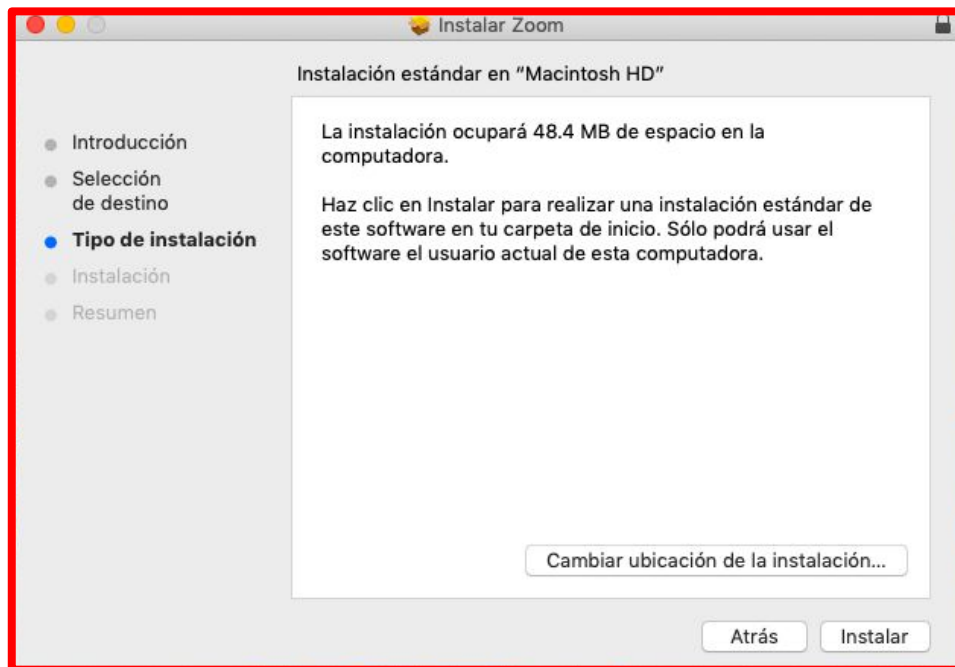 Instalar Zoom
Instalación estándar en “Macintosh HD”
Introducción
Selección
de destino
Tipo de instalación
Instalación
Resumen
La instalación ocupará 48.4 MB de espacio en la
computadora.
Haz clic en Instalar para realizar una instalación estándar de
este software en tu carpeta de inicio. Sólo podrá usar el
software el usuario actual de esta computadora.
Cambiar ubicación de la instalación...
Atrás
Instalar